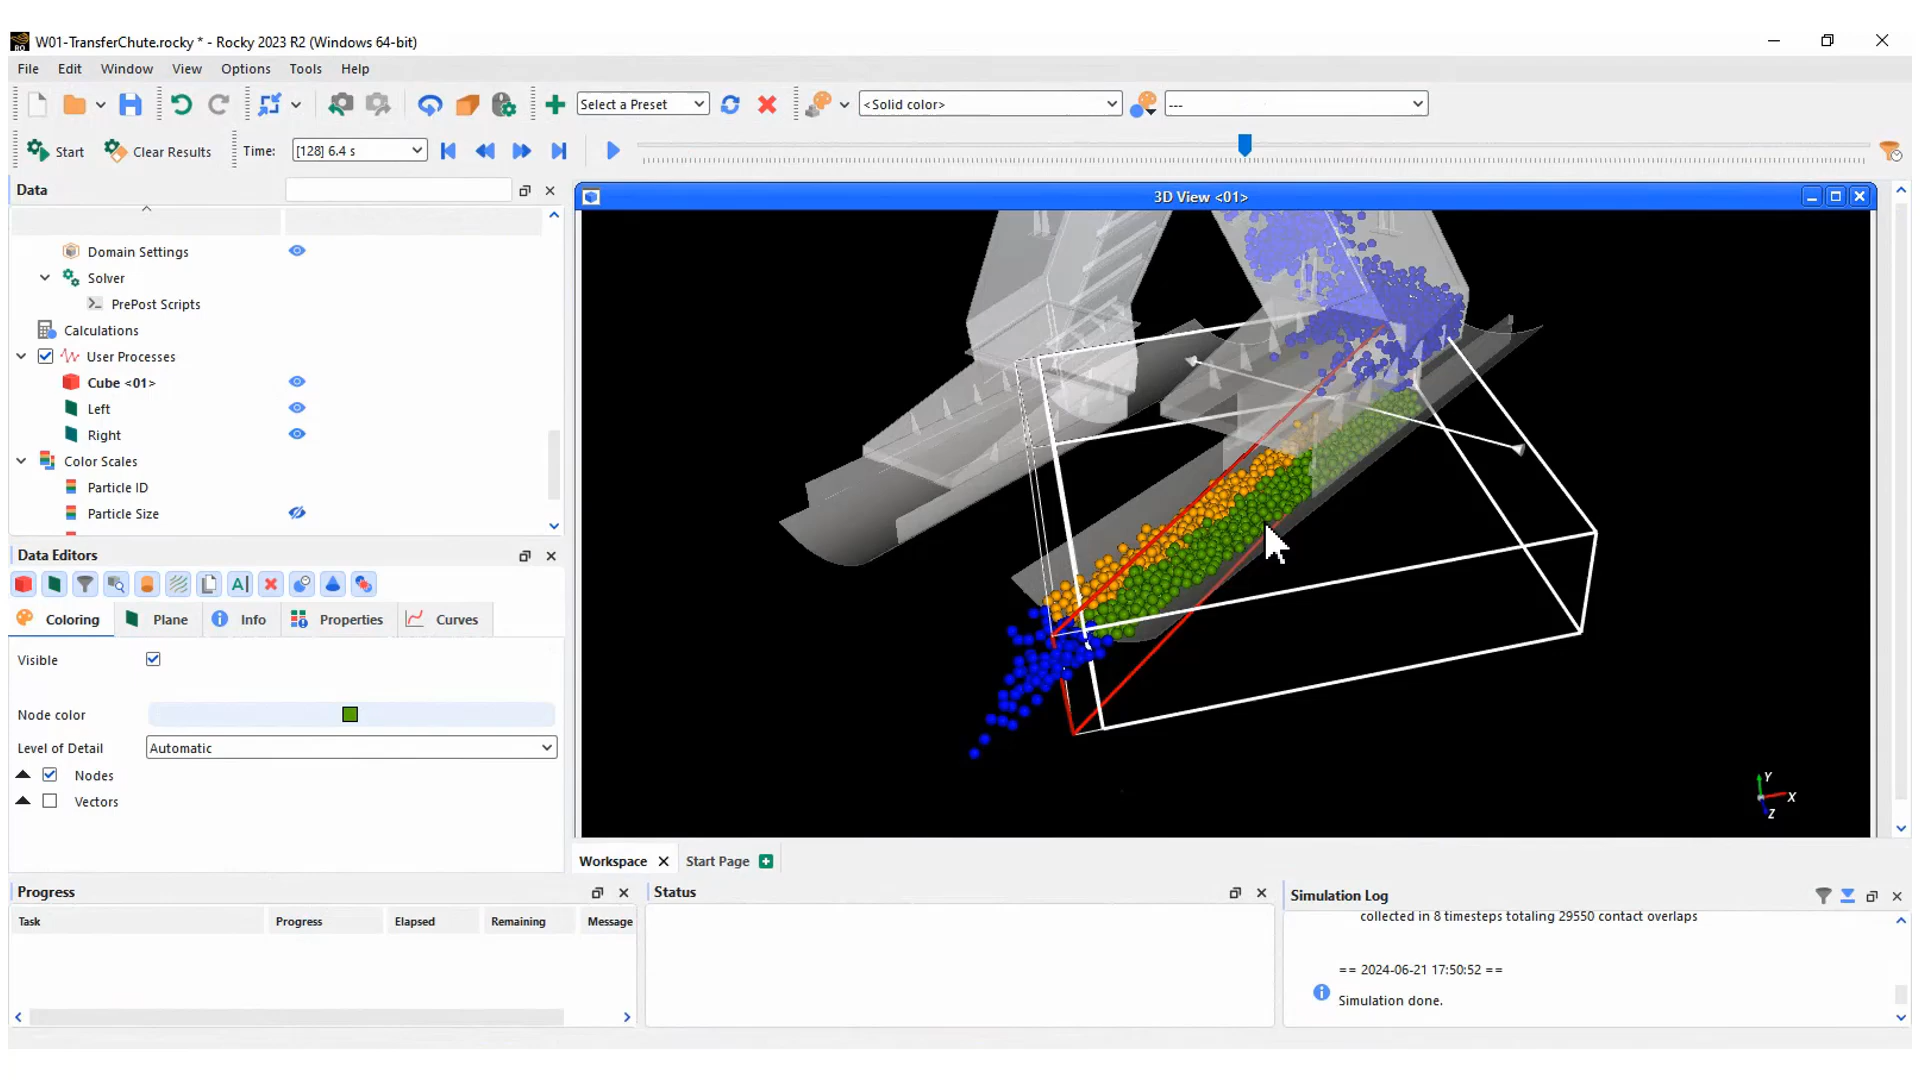 W01-TransferChute.rocky * - Rocky 2023 R2 (Windows 64-bit)
File Edit Window View Options Tools Help
Select a Preset <Solid color> ---
Start Clear Results Time: [128] 6.4 s
Data
3D View <01>
Domain Settings
Solver
PrePost Scripts
Calculations
User Processes
Cube <01>
Left
Right
Color Scales
Particle ID
Particle Size
Data Editors
Coloring Plane Info Properties Curves
Visible
Node color
Level of Detail Automatic
Nodes
Vectors
Y
X
Z
Workspace Start Page
Progress
Task Progress Elapsed Remaining Message
Status
Simulation Log
collected in 8 timesteps totaling 29550 contact overlaps
== 2024-06-21 17:50:52 ==
Simulation done.